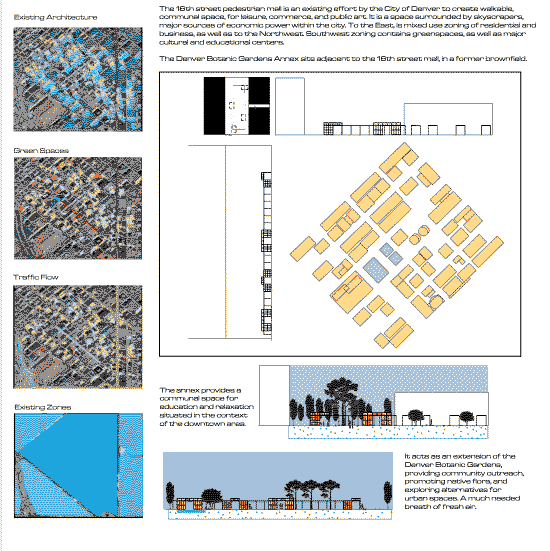 Existing Architecture
The 16th street pedestrian mall is an existing effort by the City of Denver to create walkable,
communal space, for leisure, commerce, and public art. It is a space surrounded by skyscrapers,
major sources of economic power within the city. To the East, is mixed use zoning of residential and
business, as well as to the Northwest. Southwest zoning contains greenspaces, as well as major
cultural and educational centers.
The Denver Botanic Gardens Annex site adjacent to the 16th street mall, in a former brownfield.
Green Spaces
Traffic Flow
Existing Zones
The annex provides a
communal space for
education and relaxation
situated in the context
of the downtown area.
It acts as an extension of the
Denver Botanic Gardens,
providing community outreach,
promoting native flora, and
exploring alternatives for
urban spaces. A much needed
breath of fresh air.